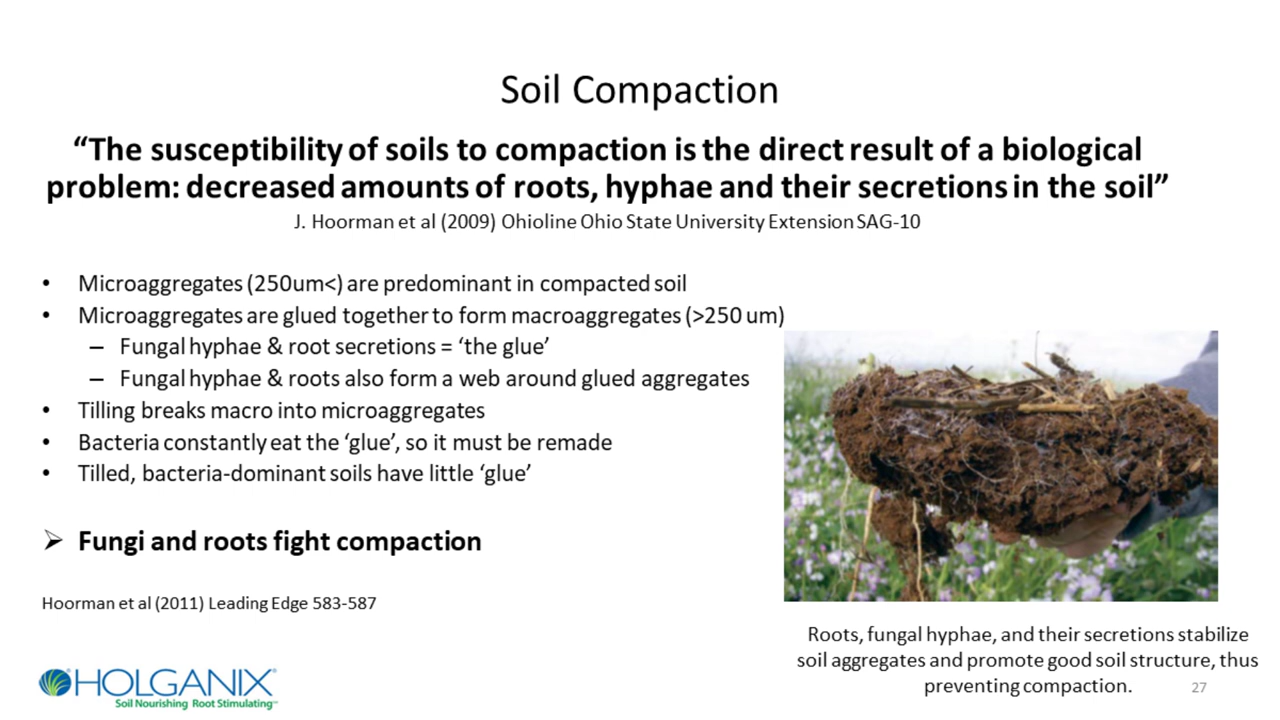 Soil Compaction
“The susceptibility of soils to compaction is the direct result of a biological
problem: decreased amounts of roots, hyphae and their secretions in the soil”
J. Hoorman et al (2009) Ohioline Ohio State University Extension SAG-10
• Microaggregates (250um<) are predominant in compacted soil
• Microaggregates are glued together to form macroaggregates (>250 um)
– Fungal hyphae & root secretions = ‘the glue’
– Fungal hyphae & roots also form a web around glued aggregates
• Tilling breaks macro into microaggregates
• Bacteria constantly eat the ‘glue’, so it must be remade
• Tilled, bacteria-dominant soils have little ‘glue’
➢ Fungi and roots fight compaction
Hoorman et al (2011) Leading Edge 583-587
Roots, fungal hyphae, and their secretions stabilize
soil aggregates and promote good soil structure, thus
preventing compaction.
27
HOLGANIX®
Soil Nourishing Root Stimulating™